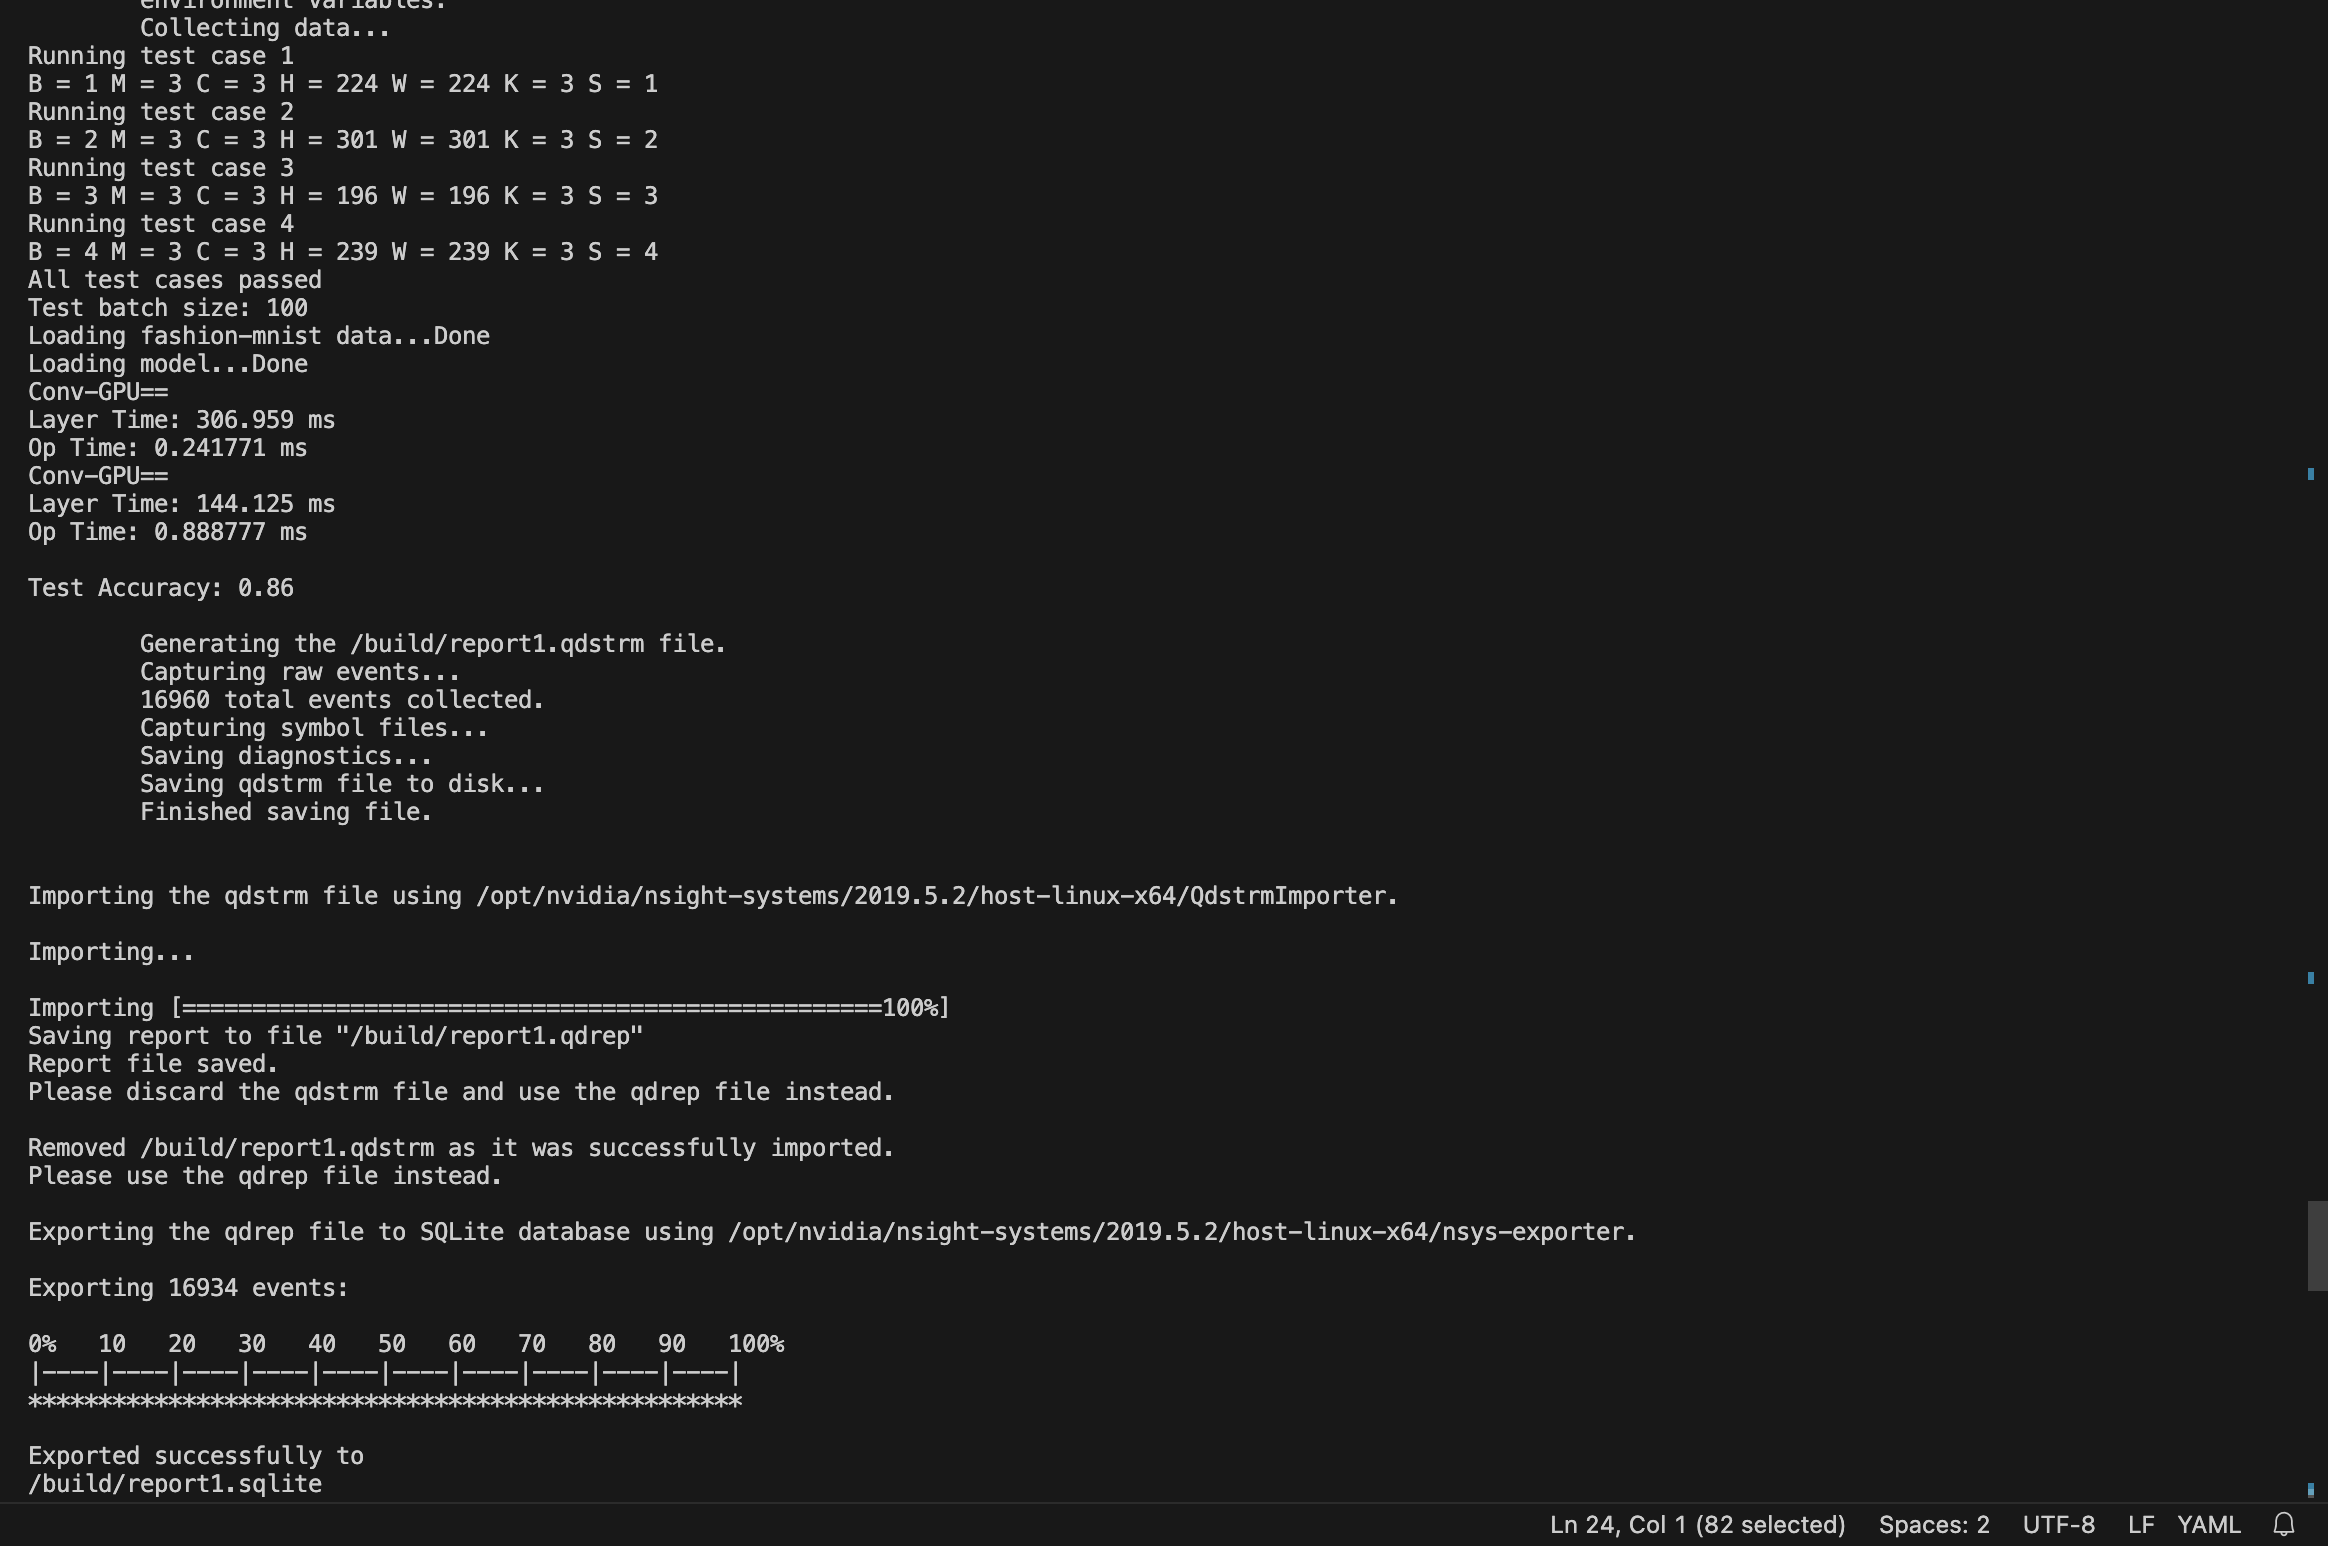 environment variables.
Collecting data...
Running test case 1
B = 1 M = 3 C = 3 H = 224 W = 224 K = 3 S = 1
Running test case 2
B = 2 M = 3 C = 3 H = 301 W = 301 K = 3 S = 2
Running test case 3
B = 3 M = 3 C = 3 H = 196 W = 196 K = 3 S = 3
Running test case 4
B = 4 M = 3 C = 3 H = 239 W = 239 K = 3 S = 4
All test cases passed
Test batch size: 100
Loading fashion-mnist data...Done
Loading model...Done
Conv-GPU==
Layer Time: 306.959 ms
Op Time: 0.241771 ms
Conv-GPU==
Layer Time: 144.125 ms
Op Time: 0.888777 ms
Test Accuracy: 0.86
Generating the /build/report1.qdstrm file.
Capturing raw events...
16960 total events collected.
Capturing symbol files...
Saving diagnostics...
Saving qdstrm file to disk...
Finished saving file.
Importing the qdstrm file using /opt/nvidia/nsight-systems/2019.5.2/host-linux-x64/QdstrmImporter.
Importing...
Importing [==================================================100%]
Saving report to file "/build/report1.qdrep"
Report file saved.
Please discard the qdstrm file and use the qdrep file instead.
Removed /build/report1.qdstrm as it was successfully imported.
Please use the qdrep file instead.
Exporting the qdrep file to SQLite database using /opt/nvidia/nsight-systems/2019.5.2/host-linux-x64/nsys-exporter.
Exporting 16934 events:
0%   10   20   30   40   50   60   70   80   90   100%
|----|----|----|----|----|----|----|----|----|----|
***************************************************
Exported successfully to
/build/report1.sqlite
Ln 24, Col 1 (82 selected) Spaces: 2 UTF-8 LF YAML